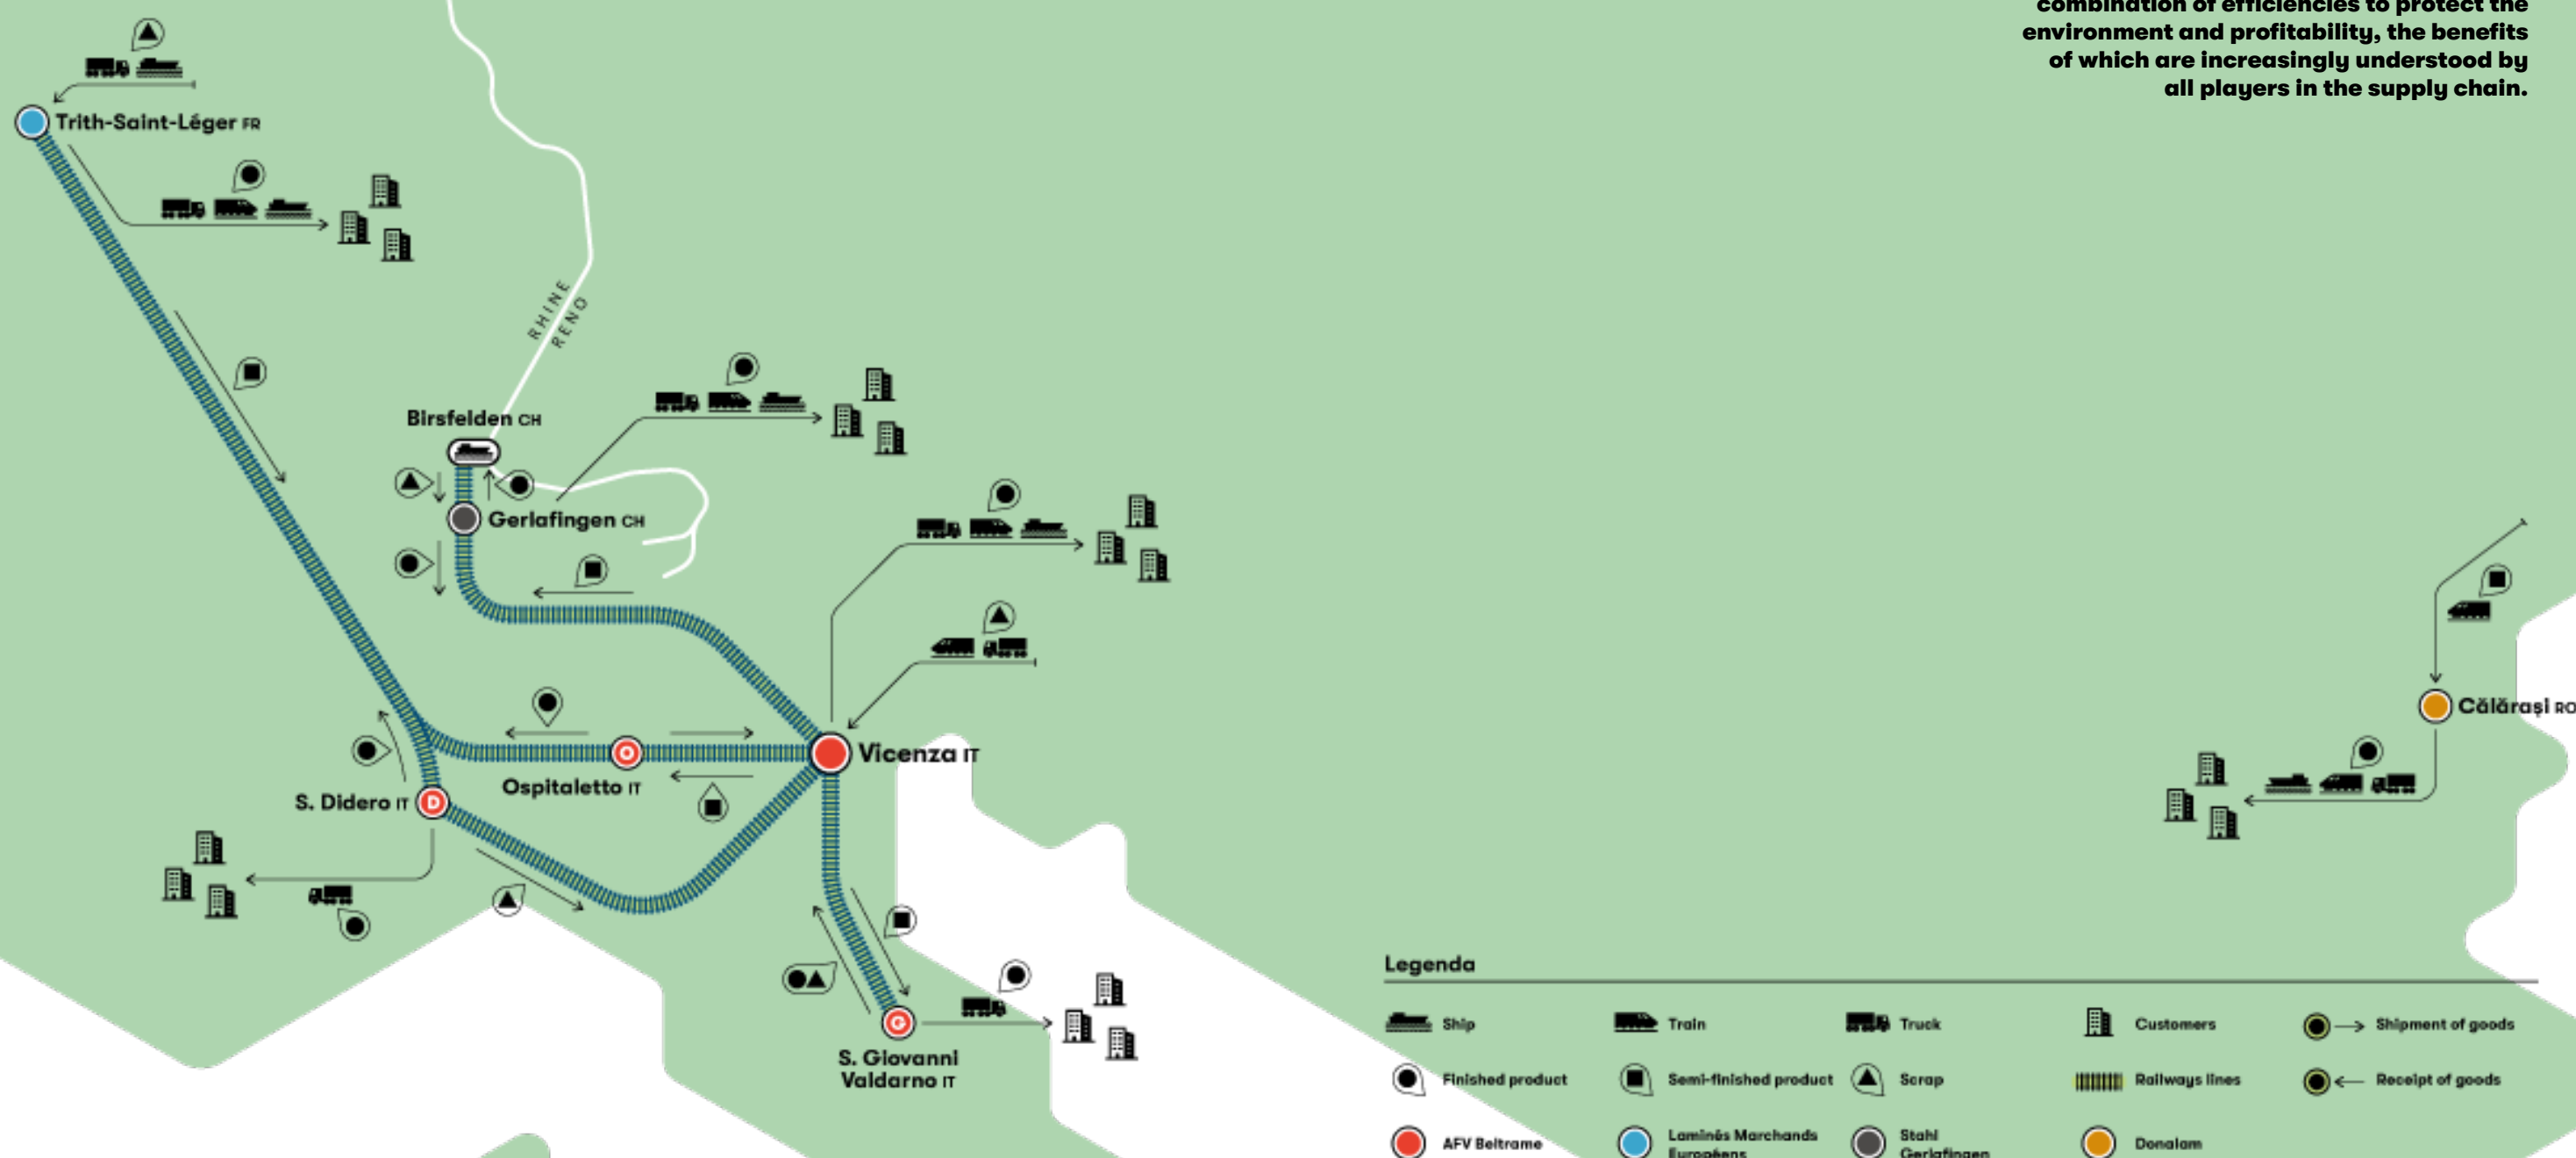 combination of efficiencies to protect the
environment and profitability, the benefits
of which are increasingly understood by
all players in the supply chain.
Trith-Saint-Léger FR
RHINE
RENO
Birsfelden CH
Gerlafingen CH
Vicenza IT
O
Ospitaletto IT
S. Didero IT
D
Călărași RO
G
S. Giovanni
Valdarno IT
Legenda
Ship
Train
Truck
Customers
Shipment of goods
Finished product
Semi-finished product
Scrap
Railways lines
Receipt of goods
AFV Beltrame
Laminés Marchands
Européens
Stahl
Gerlafingen
Donalam